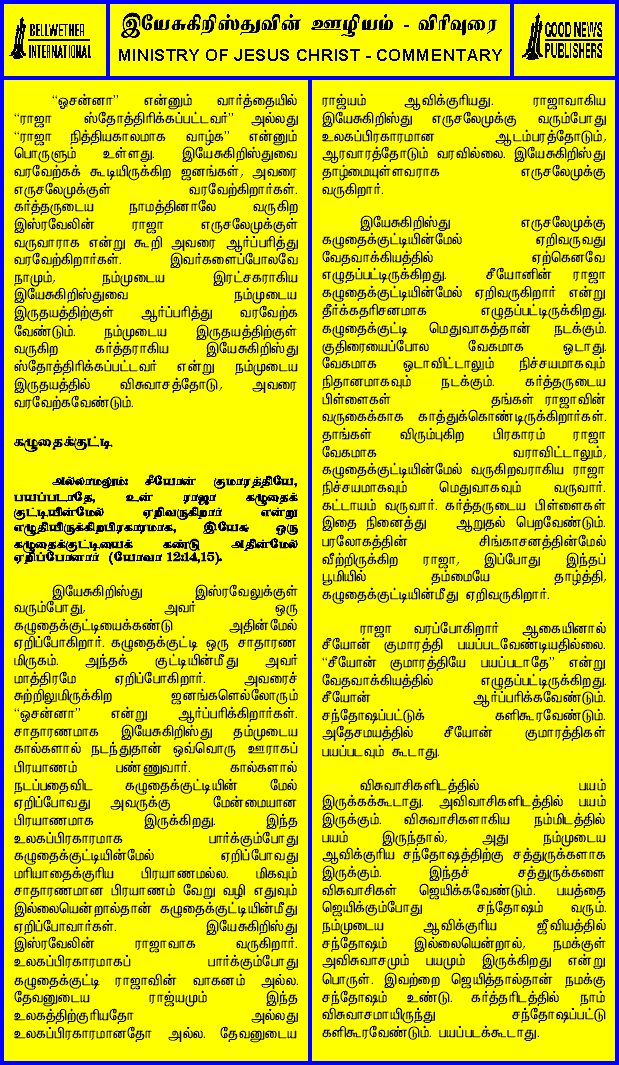 BELLWETHER
INTERNATIONAL
இயேசுகிறிஸ்துவின் ஊழியம் - விரிவுரை
MINISTRY OF JESUS CHRIST - COMMENTARY
GOOD NEWS
PUBLISHERS
“ஓசன்னா” என்னும் வார்த்தையில்
“ராஜா ஸ்தோத்திரிக்கப்பட்டவர்” அல்லது
“ராஜா நித்தியகாலமாக வாழ்க” என்னும்
பொருளும் உள்ளது. இயேசுகிறிஸ்துவை
வரவேற்கக் கூடியிருக்கிற ஜனங்கள், அவரை
எருசலேமுக்குள் வரவேற்கிறார்கள்.
கர்த்தருடைய நாமத்தினாலே வருகிற
இஸ்ரவேலின் ராஜா எருசலேமுக்குள்
வருவாராக என்று கூறி அவரை ஆர்ப்பரித்து
வரவேற்கிறார்கள். இவர்களைப்போலவே
நாமும், நம்முடைய இரட்சகராகிய
இயேசுகிறிஸ்துவை நம்முடைய
இருதயத்திற்குள் ஆர்ப்பரித்து வரவேற்க
வேண்டும். நம்முடைய இருதயத்திற்குள்
வருகிற கர்த்தராகிய இயேசுகிறிஸ்து
ஸ்தோத்திரிக்கப்பட்டவர் என்று நம்முடைய
இருதயத்தில் விசுவாசத்தோடு, அவரை
வரவேற்கவேண்டும்.
கழுதைக்குட்டி
அல்லாமலும்: சீயோன் குமாரத்தியே,
பயப்படாதே, உன் ராஜா கழுதைக்
குட்டியின்மேல் ஏறிவருகிறார் என்று
எழுதியிருக்கிறபிரகாரமாக, இயேசு ஒரு
கழுதைக்குட்டியைக் கண்டு அதின்மேல்
ஏறிப்போனார் (யோவா 12:14,15).
இயேசுகிறிஸ்து இஸ்ரவேலுக்குள்
வரும்போது, அவர் ஒரு
கழுதைக்குட்டியைக்கண்டு அதின்மேல்
ஏறிப்போகிறார். கழுதைக்குட்டி ஒரு சாதாரண
மிருகம். அந்தக் குட்டியின்மீது அவர்
மாத்திரமே ஏறிப்போகிறார். அவரைச்
சுற்றிலுமிருக்கிற ஜனங்களெல்லோரும்
“ஓசன்னா” என்று ஆர்ப்பரிக்கிறார்கள்.
சாதாரணமாக இயேசுகிறிஸ்து தம்முடைய
கால்களால் நடந்துதான் ஒவ்வொரு ஊராகப்
பிரயாணம் பண்ணுவார். கால்களால்
நடப்பதைவிட கழுதைக்குட்டியின் மேல்
ஏறிப்போவது அவருக்கு மேன்மையான
பிரயாணமாக இருக்கிறது. இந்த
உலகப்பிரகாரமாக பார்க்கும்போது
கழுதைக்குட்டியின்மேல் ஏறிப்போவது
மரியாதைக்குரிய பிரயாணமல்ல. மிகவும்
சாதாரணமான பிரயாணம் வேறு வழி எதுவும்
இல்லையென்றால்தான் கழுதைக்குட்டியின்மீது
ஏறிப்போவார்கள். இயேசுகிறிஸ்து
இஸ்ரவேலின் ராஜாவாக வருகிறார்.
உலகப்பிரகாரமாகப் பார்க்கும்போது
கழுதைக்குட்டி ராஜாவின் வாகனம் அல்ல.
தேவனுடைய ராஜ்யமும் இந்த
உலகத்திற்குரியதோ அல்லது
உலகப்பிரகாரமானதோ அல்ல. தேவனுடைய
ராஜ்யம் ஆவிக்குரியது. ராஜாவாகிய
இயேசுகிறிஸ்து எருசலேமுக்கு வரும்போது
உலகப்பிரகாரமான ஆடம்பரத்தோடும்,
ஆரவாரத்தோடும் வரவில்லை. இயேசுகிறிஸ்து
தாழ்மையுள்ளவராக எருசலேமுக்கு
வருகிறார்.
இயேசுகிறிஸ்து எருசலேமுக்கு
கழுதைக்குட்டியின்மேல் ஏறிவருவது
வேதவாக்கியத்தில் ஏற்கெனவே
எழுதப்பட்டிருக்கிறது. சீயோனின் ராஜா
கழுதைக்குட்டியின்மேல் ஏறிவருகிறார் என்று
தீர்க்கதரிசனமாக எழுதப்பட்டிருக்கிறது.
கழுதைக்குட்டி மெதுவாகத்தான் நடக்கும்.
குதிரையைப்போல வேகமாக ஓடாது.
வேகமாக ஓடாவிட்டாலும் நிச்சயமாகவும்
நிதானமாகவும் நடக்கும். கர்த்தருடைய
பிள்ளைகள் தங்கள் ராஜாவின்
வருகைக்காக காத்துக்கொண்டிருக்கிறார்கள்.
தாங்கள் விரும்புகிற பிரகாரம் ராஜா
வேகமாக வராவிட்டாலும்,
கழுதைக்குட்டியின்மேல் வருகிறவராகிய ராஜா
நிச்சயமாகவும் மெதுவாகவும் வருவார்.
கட்டாயம் வருவார். கர்த்தருடைய பிள்ளைகள்
இதை நினைத்து ஆறுதல் பெறவேண்டும்.
பரலோகத்தின் சிங்காசனத்தின்மேல்
வீற்றிருக்கிற ராஜா, இப்போது இந்தப்
பூமியில் தம்மையே தாழ்த்தி,
கழுதைக்குட்டியின்மீது ஏறிவருகிறார்.
ராஜா வரப்போகிறார் ஆகையினால்
சீயோன் குமாரத்தி பயப்படவேண்டியதில்லை.
“சீயோன் குமாரத்தியே பயப்படாதே” என்று
வேதவாக்கியத்தில் எழுதப்பட்டிருக்கிறது.
சீயோன் ஆர்ப்பரிக்கவேண்டும்.
சந்தோஷப்பட்டுக் களிகூரவேண்டும்.
அதேசமயத்தில் சீயோன் குமாரத்திகள்
பயப்படவும் கூடாது.
விசுவாசிகளிடத்தில் பயம்
இருக்கக்கூடாது. அவிவாசிகளிடத்தில் பயம்
இருக்கும். விசுவாசிகளாகிய நம்மிடத்தில்
பயம் இருந்தால், அது நம்முடைய
ஆவிக்குரிய சந்தோஷத்திற்கு சத்துருக்களாக
இருக்கும். இந்தச் சத்துருக்களை
விசுவாசிகள் ஜெயிக்கவேண்டும். பயத்தை
ஜெயிக்கும்போது சந்தோஷம் வரும்.
நம்முடைய ஆவிக்குரிய ஜீவியத்தில்
சந்தோஷம் இல்லையென்றால், நமக்குள்
அவிசுவாசமும் பயமும் இருக்கிறது என்று
பொருள். இவற்றை ஜெயித்தால்தான் நமக்கு
சந்தோஷம் உண்டு. கர்த்தரிடத்தில் நாம்
விசுவாசமாயிருந்து சந்தோஷப்பட்டு
களிகூரவேண்டும். பயப்படக்கூடாது.